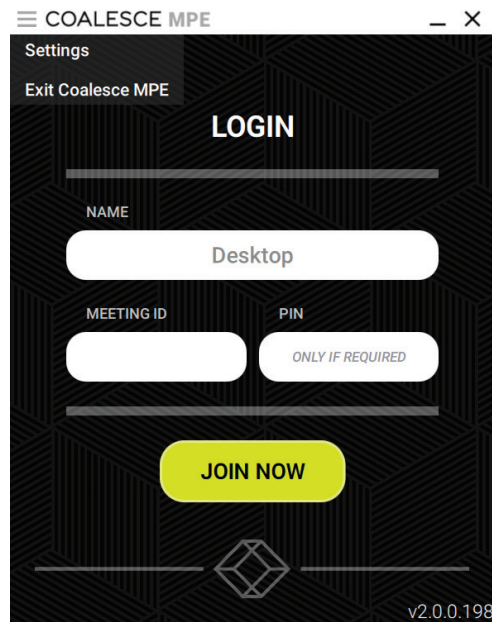 COALESCE MPE
Settings
Exit Coalesce MPE
LOGIN
NAME
Desktop
MEETING ID PIN
ONLY IF REQUIRED
JOIN NOW
v2.0.0.198